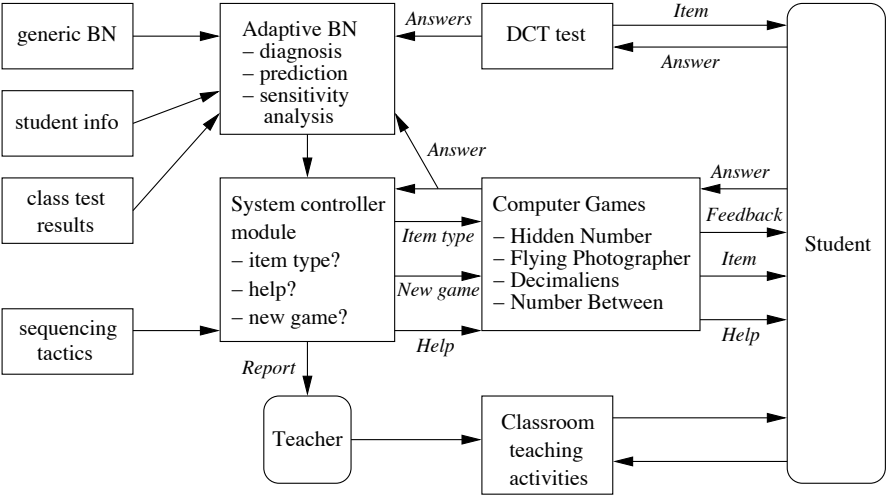 generic BN
student info
class test
results
sequencing
tactics
Adaptive BN
– diagnosis
– prediction
– sensitivity
analysis
Answers
DCT test
Item
Answer
Answer
System controller
module
– item type?
– help?
– new game?
Item type
New game
Help
Computer Games
– Hidden Number
– Flying Photographer
– Decimaliens
– Number Between
Answer
Feedback
Item
Help
Student
Report
Teacher
Classroom
teaching
activities